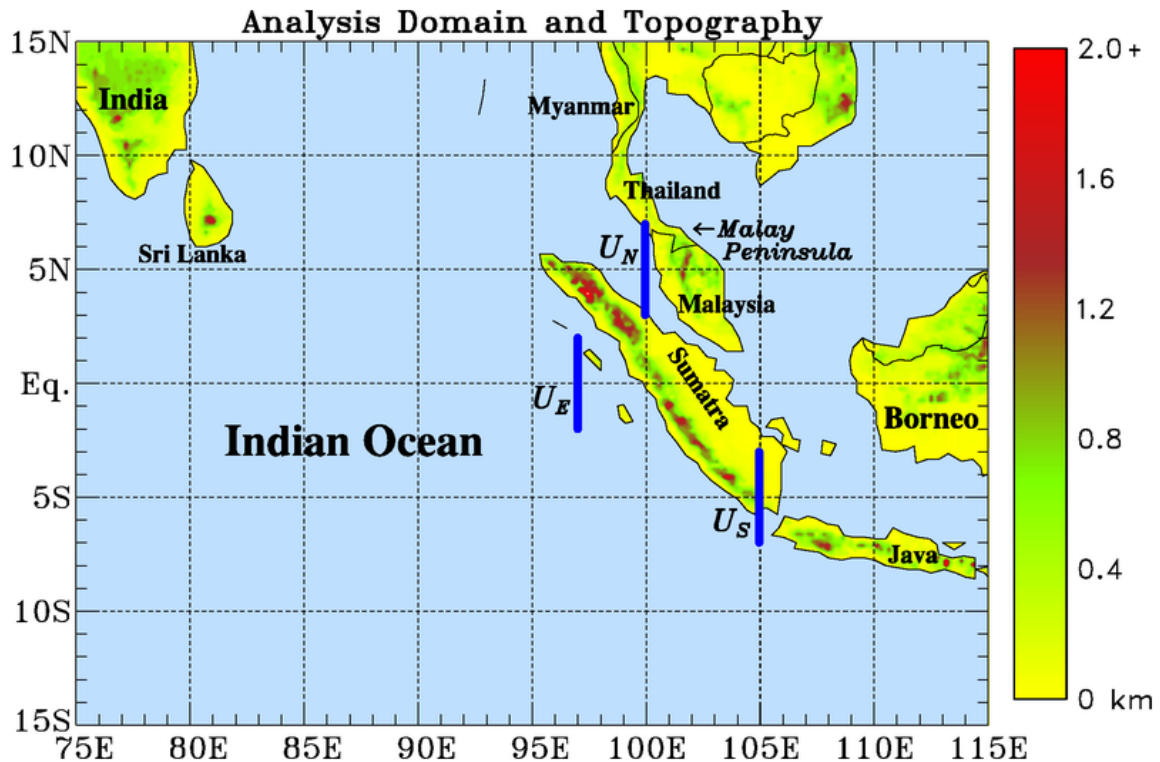 Analysis Domain and Topography
15N
10N
5N
Eq.
5S
10S
15S
75E 80E 85E 90E 95E 100E 105E 110E 115E
India
Sri Lanka
Myanmar
Thailand
←Malay
Peninsula
Malaysia
U_N
U_E
U_S
Sumatra
Borneo
Java
Indian Ocean
2.0+
1.6
1.2
0.8
0.4
0 km